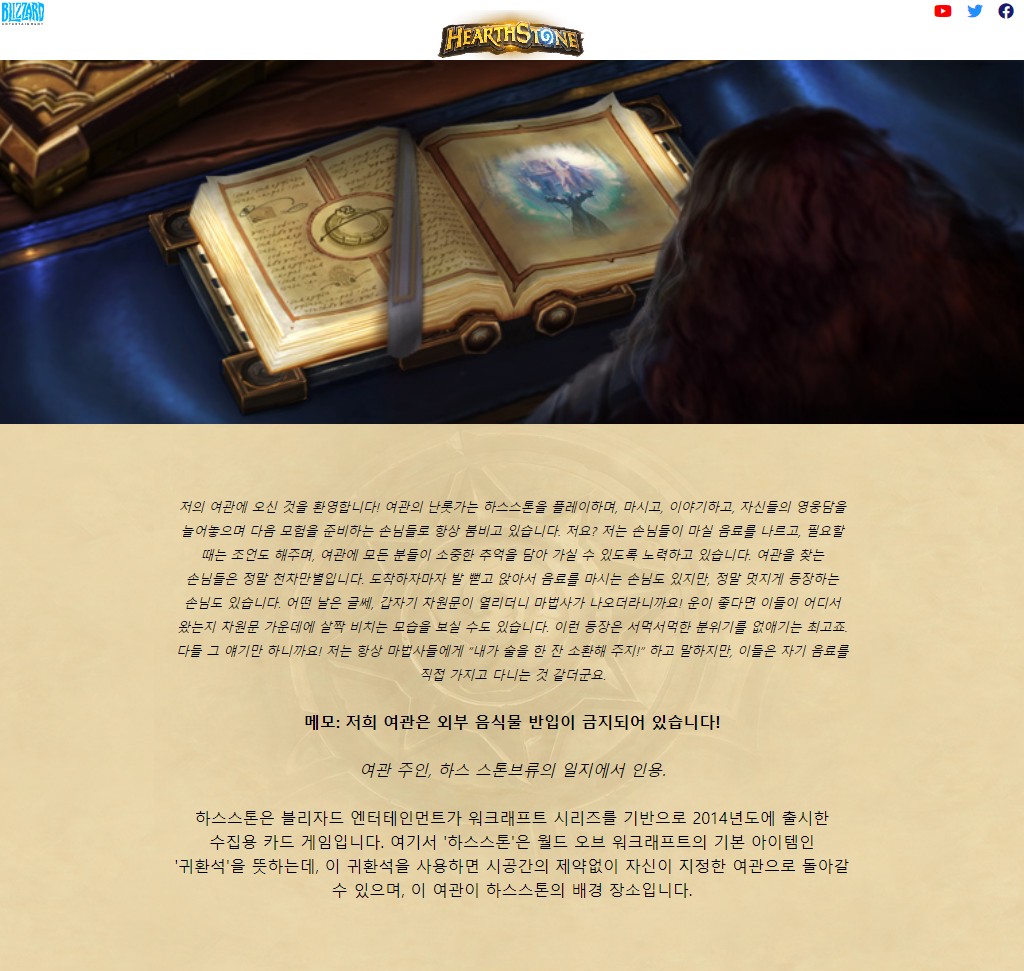 BLIZZARD
ENTERTAINMENT
HEARTHSTONE
저의 여관에 오신 것을 환영합니다! 여관의 난롯가는 하스스톤을 플레이하며, 마시고, 이야기하고, 자신들의 영웅담을
늘어놓으며 다음 모험을 준비하는 손님들로 항상 붐비고 있습니다. 저요? 저는 손님들이 마실 음료를 나르고, 필요할
때는 조언도 해주며, 여관에 모든 분들이 소중한 추억을 담아 가실 수 있도록 노력하고 있습니다. 여관을 찾는
손님들은 정말 천차만별입니다. 도착하자마자 발 뻗고 앉아서 음료를 마시는 손님도 있지만, 정말 멋지게 등장하는
손님도 있습니다. 어떤 날은 글쎄, 갑자기 차원문이 열리더니 마법사가 나오더라니까요! 운이 좋다면 이들이 어디서
왔는지 차원문 가운데에 살짝 비치는 모습을 보실 수도 있습니다. 이런 등장은 서먹서먹한 분위기를 없애기는 최고죠.
다들 그 얘기만 하니까요! 저는 항상 마법사들에게 "내가 술을 한 잔 소환해 주지!" 하고 말하지만, 이들은 자기 음료를
직접 가지고 다니는 것 같더군요.
메모: 저희 여관은 외부 음식물 반입이 금지되어 있습니다!
여관 주인, 하스 스톤브류의 일지에서 인용.
하스스톤은 블리자드 엔터테인먼트가 워크래프트 시리즈를 기반으로 2014년도에 출시한
수집용 카드 게임입니다. 여기서 '하스스톤'은 월드 오브 워크래프트의 기본 아이템인
'귀환석'을 뜻하는데, 이 귀환석을 사용하면 시공간의 제약없이 자신이 지정한 여관으로 돌아갈
수 있으며, 이 여관이 하스스톤의 배경 장소입니다.